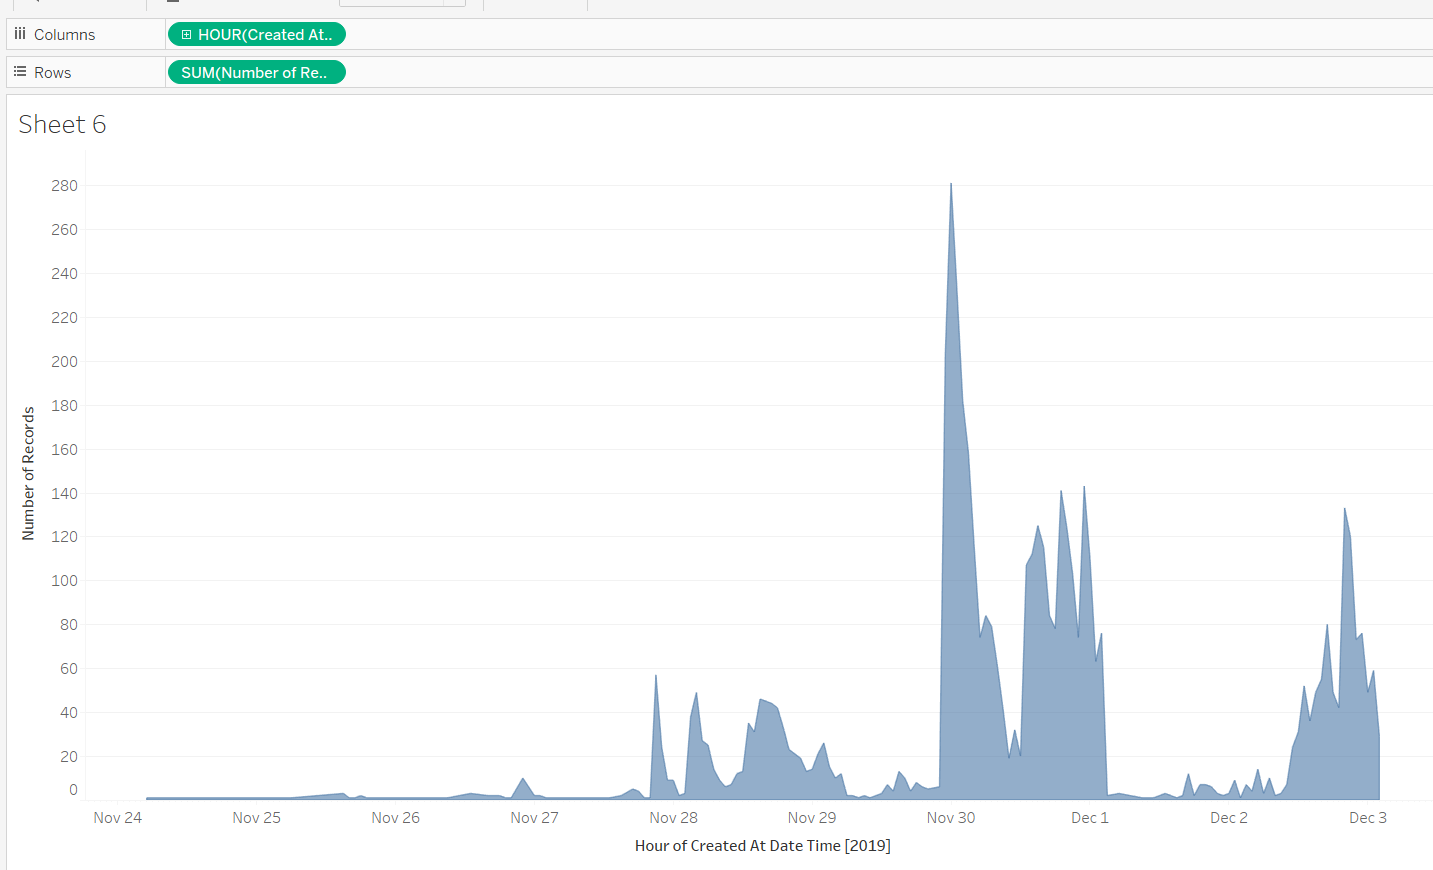 Columns
HOUR(Created At..
Rows
SUM(Number of Re..
Sheet 6
280
260
240
220
200
180
160
140
120
100
80
60
40
20
0
Number of Records
Nov 24 Nov 25 Nov 26 Nov 27 Nov 28 Nov 29 Nov 30 Dec 1 Dec 2 Dec 3
Hour of Created At Date Time [2019]